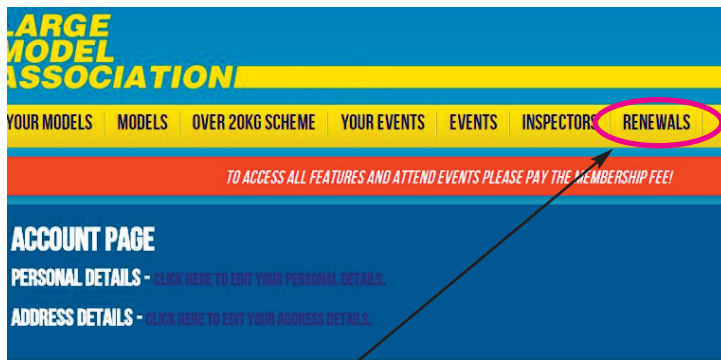 LARGE
MODEL
ASSOCIATION
YOUR MODELS MODELS OVER 20KG SCHEME YOUR EVENTS EVENTS INSPECTORS RENEWALS
TO ACCESS ALL FEATURES AND ATTEND EVENTS PLEASE PAY THE MEMBERSHIP FEE!
ACCOUNT PAGE
PERSONAL DETAILS - CLICK HERE TO EDIT YOUR PERSONAL DETAILS.
ADDRESS DETAILS - CLICK HERE TO EDIT YOUR ADDRESS DETAILS.